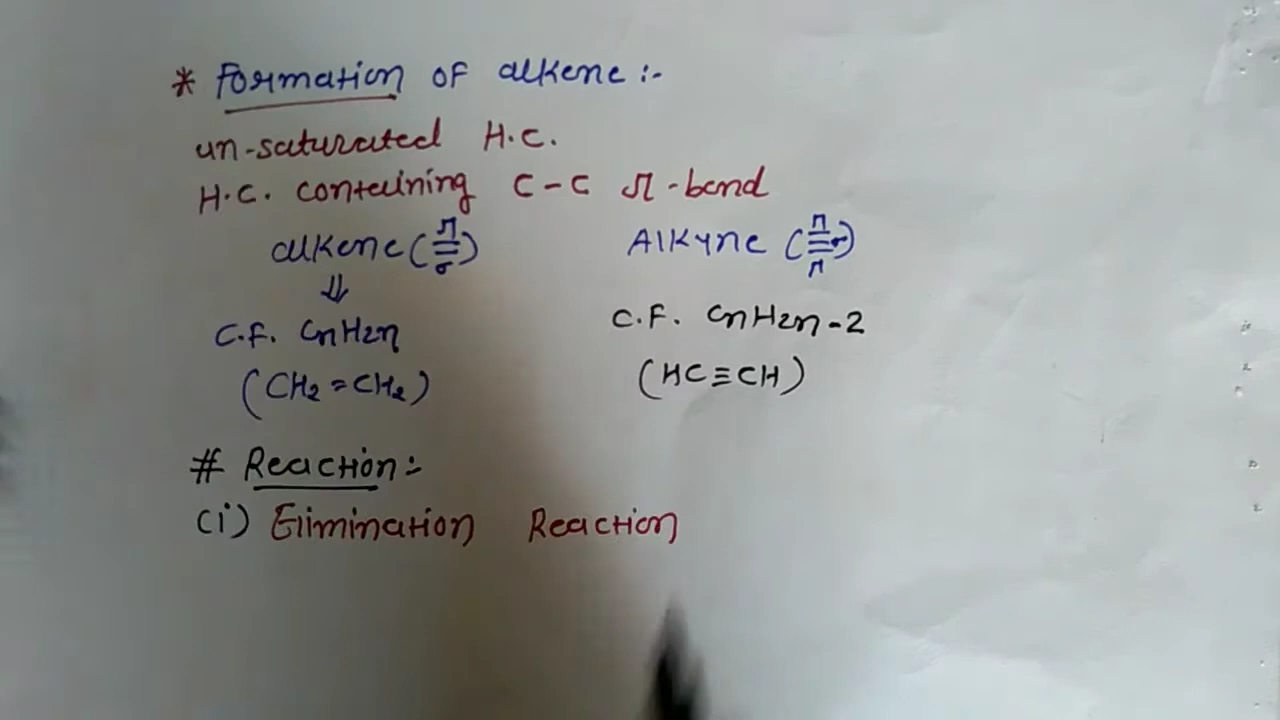 * Formation of alkene :-
un-saturated H.C.
H.C. containing C-C π-bond
alkene (π = σ) Alkyne (π ≡ σ π)
⇓
C.F. CnH2n C.F. CnH2n-2
(CH2=CH2) (HC≡CH)
# Reaction :-
(i) Elimination Reaction